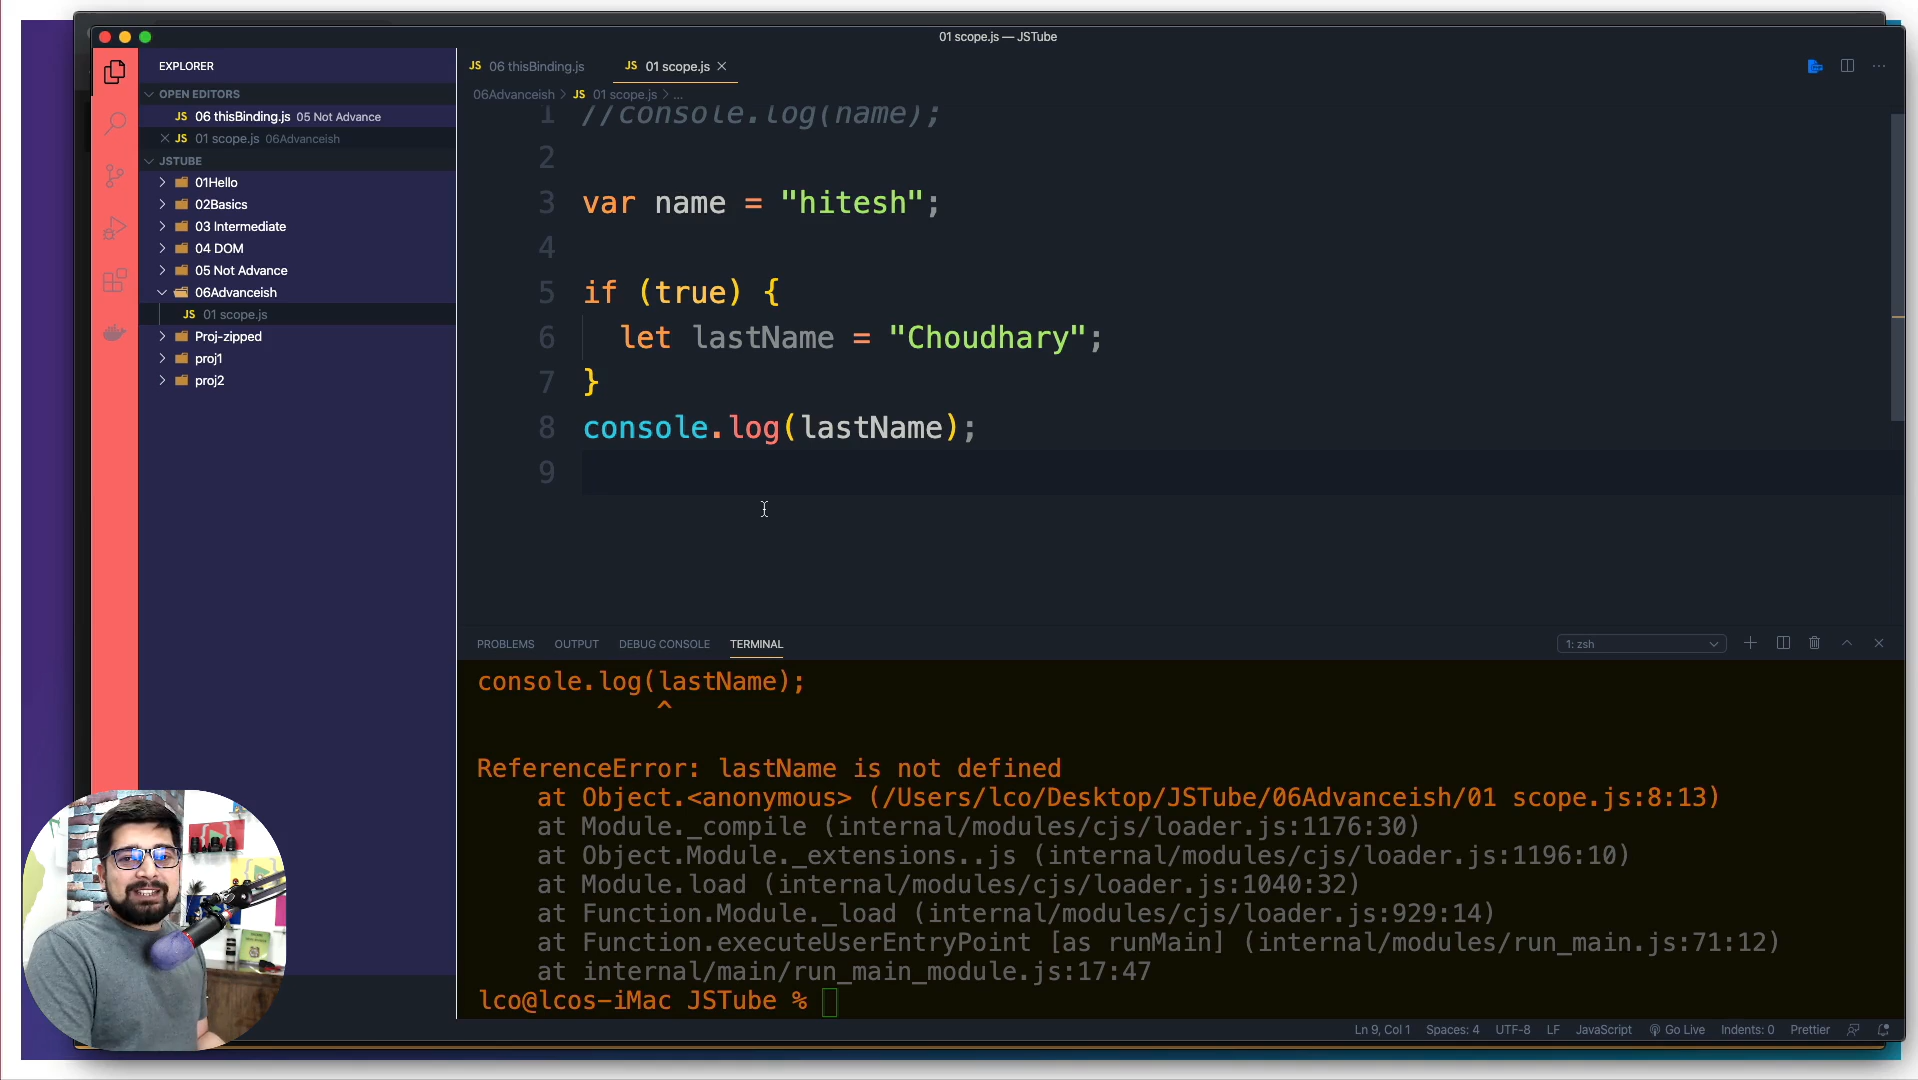 01 scope.js — JSTube
EXPLORER
OPEN EDITORS
JS 06 thisBinding.js 05 Not Advance
JS 01 scope.js 06Advanceish
JSTUBE
01Hello
02Basics
03 Intermediate
04 DOM
05 Not Advance
06Advanceish
JS 01 scope.js
Proj-zipped
proj1
proj2
JS 06 thisBinding.js
JS 01 scope.js
06Advanceish > JS 01 scope.js > ...
1 //console.log(name);
2
3 var name = "hitesh";
4
5 if (true) {
6 let lastName = "Choudhary";
7 }
8 console.log(lastName);
9
PROBLEMS OUTPUT DEBUG CONSOLE TERMINAL
1: zsh
console.log(lastName);
^
ReferenceError: lastName is not defined
at Object.<anonymous> (/Users/lco/Desktop/JSTube/06Advanceish/01 scope.js:8:13)
at Module._compile (internal/modules/cjs/loader.js:1176:30)
at Object.Module._extensions..js (internal/modules/cjs/loader.js:1196:10)
at Module.load (internal/modules/cjs/loader.js:1040:32)
at Function.Module._load (internal/modules/cjs/loader.js:929:14)
at Function.executeUserEntryPoint [as runMain] (internal/modules/run_main.js:71:12)
at internal/main/run_main_module.js:17:47
lco@lcos-iMac JSTube %
Ln 9, Col 1 Spaces: 4 UTF-8 LF JavaScript Go Live Indents: 0 Prettier